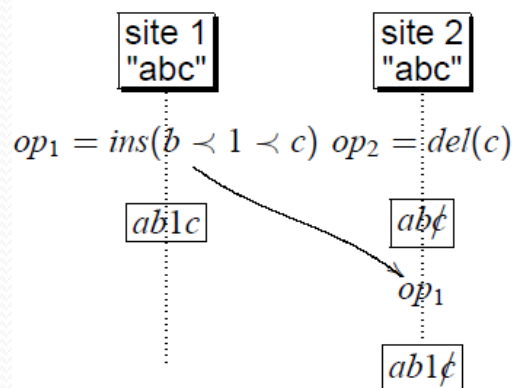 site 1 site 2
"abc" "abc"
op₁ = ins(b ≺ 1 ≺ c) op₂ = del(c)
ab1c abc̸
op₁
ab1c̸